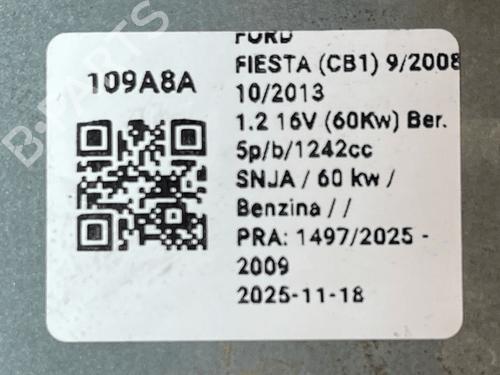 FORD
109A8A
FIESTA (CB1) 9/2008
10/2013
1.2 16V (60Kw) Ber.
5p/b/1242cc
SNJA / 60 kw /
Benzina / /
PRA: 1497/2025 -
2009
2025-11-18
B-PARTS